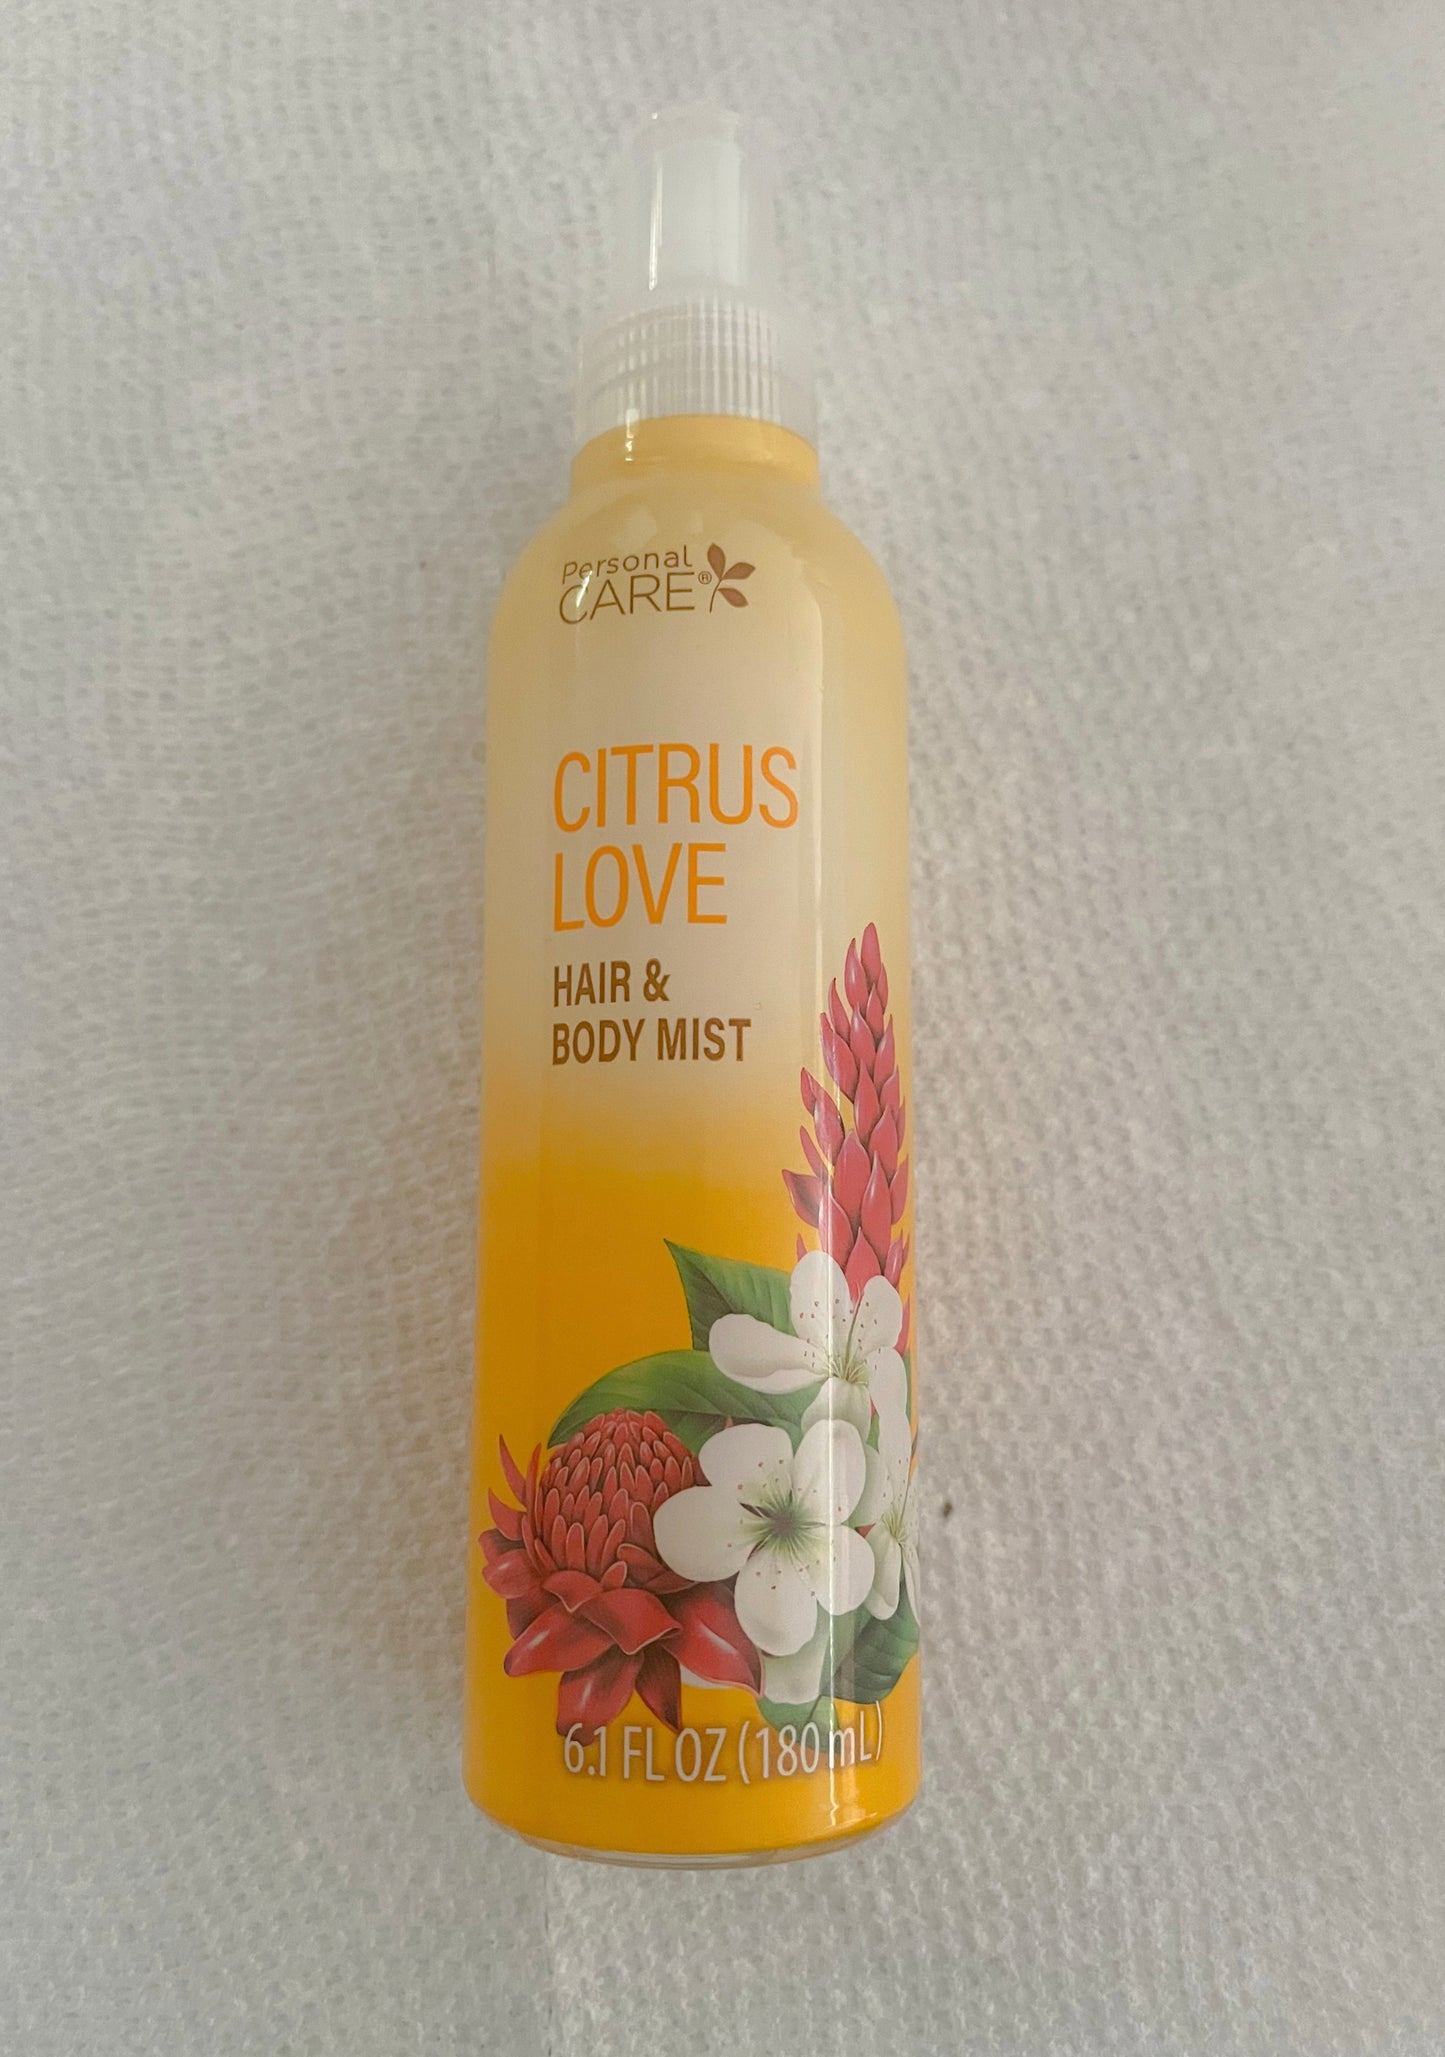 Personal
CARE®
CITRUS
LOVE
HAIR &
BODY MIST
6.1 FL OZ (180 mL)